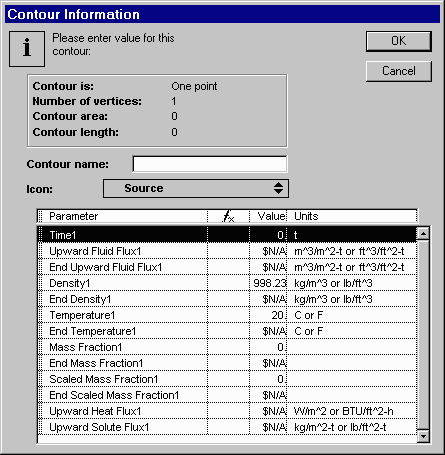 Contour Information
i
Please enter value for this
contour:
OK
Cancel
Contour is: One point
Number of vertices: 1
Contour area: 0
Contour length: 0
Contour name:
Icon: Source
Parameter fx Value Units
Time1 0 t
Upward Fluid Flux1 $N/A m^3/m^2-t or ft^3/ft^2-t
End Upward Fluid Flux1 $N/A m^3/m^2-t or ft^3/ft^2-t
Density1 998.23 kg/m^3 or lb/ft^3
End Density1 $N/A kg/m^3 or lb/ft^3
Temperature1 20 C or F
End Temperature1 $N/A C or F
Mass Fraction1 0
End Mass Fraction1 $N/A
Scaled Mass Fraction1 0
End Scaled Mass Fraction1 $N/A
Upward Heat Flux1 $N/A W/m^2 or BTU/ft^2-h
Upward Solute Flux1 $N/A kg/m^2-t or lb/ft^2-t